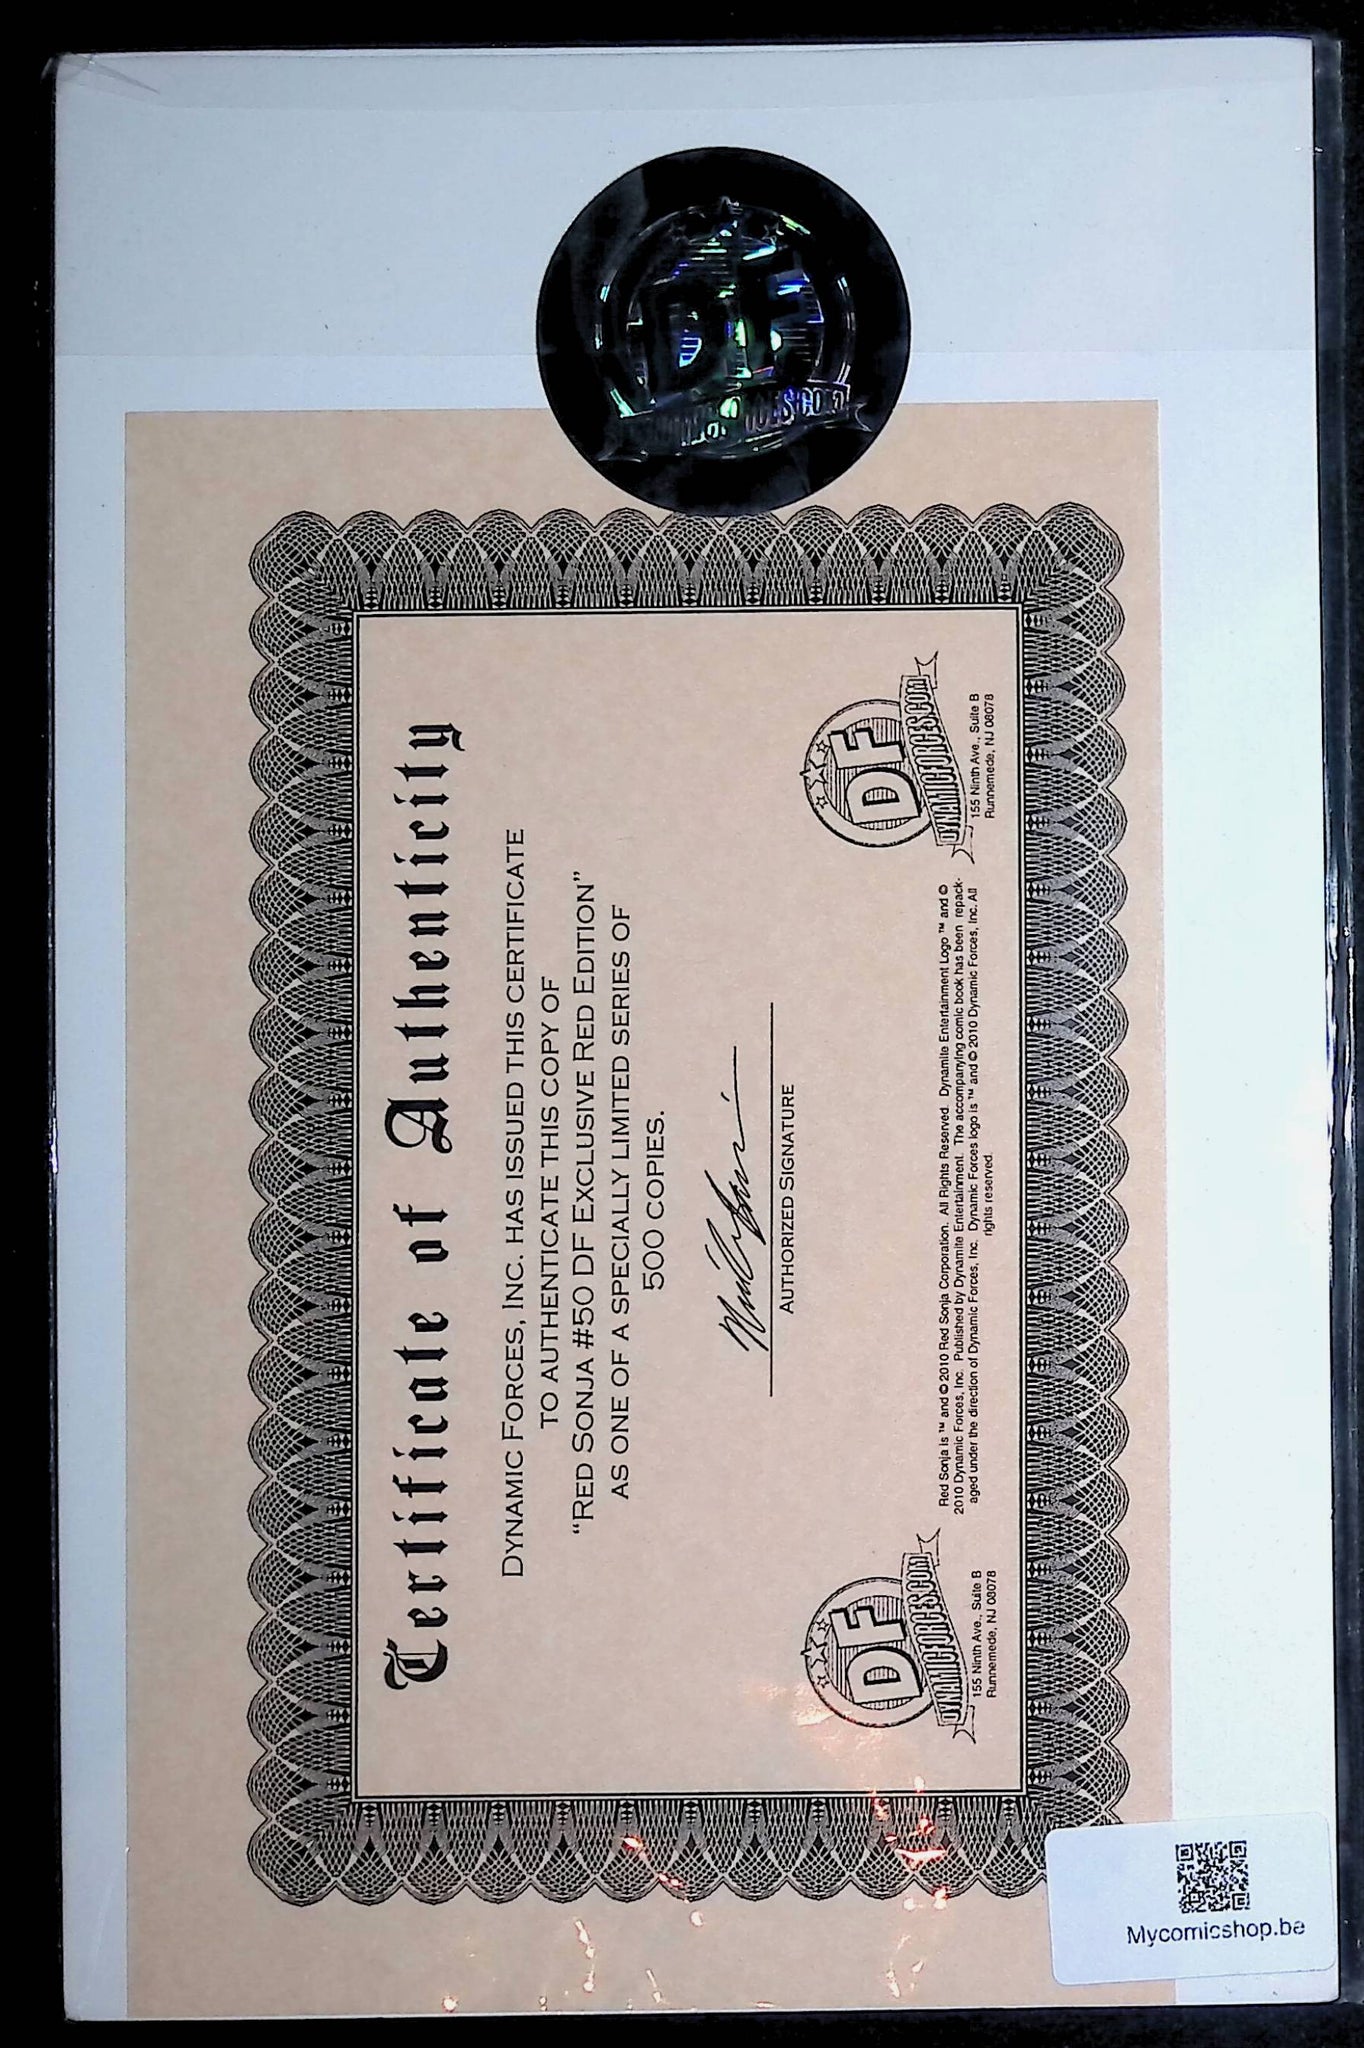 Certificate of Authenticity
DYNAMIC FORCES, INC. HAS ISSUED THIS CERTIFICATE
TO AUTHENTICATE THIS COPY OF
“RED SONJA #50 DF EXCLUSIVE RED EDITION”
AS ONE OF A SPECIALLY LIMITED SERIES OF
500 COPIES.
AUTHORIZED SIGNATURE
DF
DYNAMICFORCES.COM
155 Ninth Ave., Suite B
Runnemede, NJ 08078
Red Sonja is ™ and © 2010 Red Sonja Corporation. All Rights Reserved. Dynamite Entertainment Logo ™ and ©
2010 Dynamic Forces, Inc. Published by Dynamite Entertainment. The accompanying comic book has been repack-
aged under the direction of Dynamic Forces, Inc. Dynamic Forces logo is ™ and © 2010 Dynamic Forces, Inc. All
rights reserved.
DF
DYNAMICFORCES.COM
155 Ninth Ave., Suite B
Runnemede, NJ 08078
DF
DYNAMICFORCES.COM
Mycomicshop.be